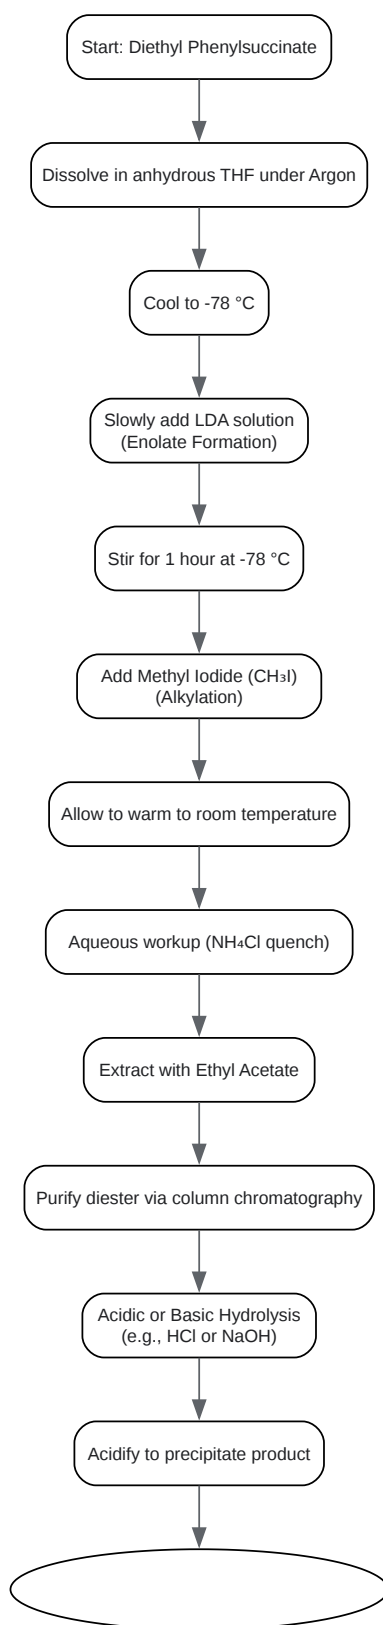 Start: Diethyl Phenylsuccinate
Dissolve in anhydrous THF under Argon
Cool to -78 °C
Slowly add LDA solution
(Enolate Formation)
Stir for 1 hour at -78 °C
Add Methyl Iodide (CH₃I)
(Alkylation)
Allow to warm to room temperature
Aqueous workup (NH₄Cl quench)
Extract with Ethyl Acetate
Purify diester via column chromatography
Acidic or Basic Hydrolysis
(e.g., HCl or NaOH)
Acidify to precipitate product